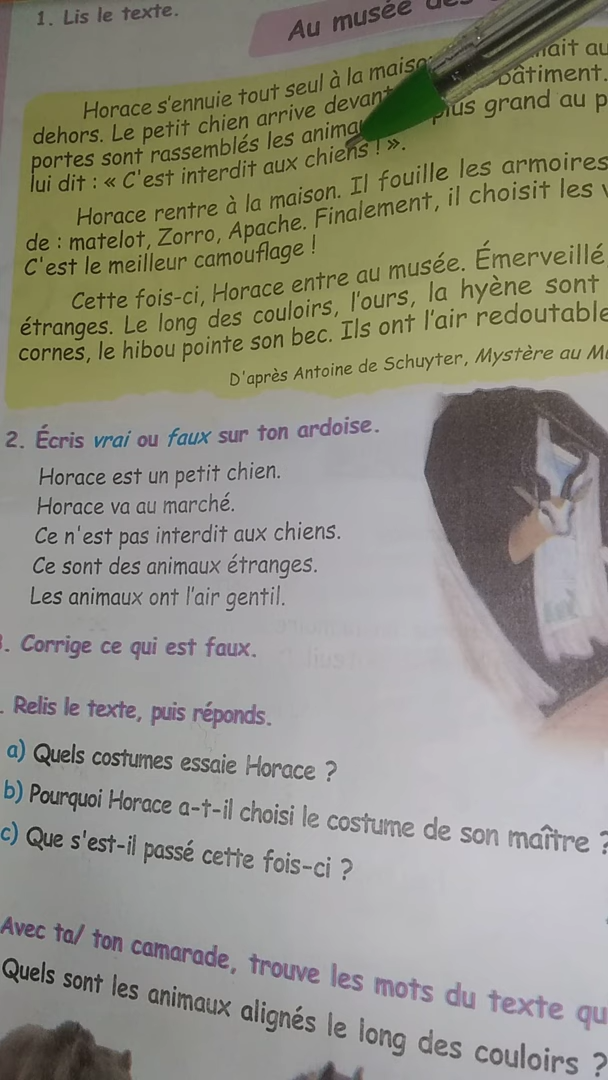 1. Lis le texte.
Au musée
Horace s'ennuie tout seul à la
dehors. Le petit chien arrive devant
portes sont rassemblés les
lui dit : « C'est interdit aux chiens ! ».
au
bâtiment.
plus grand au
Horace rentre à la maison. Il fouille les armoires
de : matelot, Zorro, Apache. Finalement, il choisit les
C'est le meilleur camouflage !
Cette fois-ci, Horace entre au musée. Émerveillé
étranges. Le long des couloirs, l'ours, la hyène sont
cornes, le hibou pointe son bec. Ils ont l'air redoutable
D'après Antoine de Schuyter, Mystère au
2. Écris vrai ou faux sur ton ardoise.
Horace est un petit chien.
Horace va au marché.
Ce n'est pas interdit aux chiens.
Ce sont des animaux étranges.
Les animaux ont l'air gentil.
. Corrige ce qui est faux.
. Relis le texte, puis réponds.
a) Quels costumes essaie Horace ?
b) Pourquoi Horace a-t-il choisi le costume de son maître ?
c) Que s'est-il passé cette fois-ci ?
Avec ta/ ton camarade, trouve les mots du texte qu
Quels sont les animaux alignés le long des couloirs ?